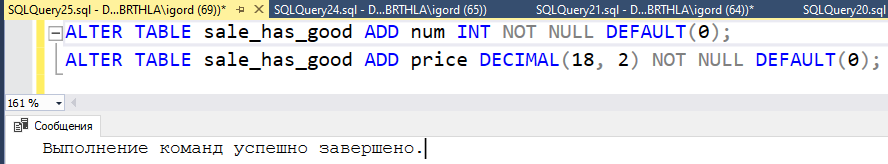 SQLQuery25.sql - D...BRTHLA\igord (69))* SQLQuery24.sql - D...BRTHLA\igord (65)) SQLQuery21.sql - D...BRTHLA\igord (64))* SQLQuery20.sql
ALTER TABLE sale_has_good ADD num INT NOT NULL DEFAULT(0);
ALTER TABLE sale_has_good ADD price DECIMAL(18, 2) NOT NULL DEFAULT(0);
161 %
Сообщения
Выполнение команд успешно завершено.